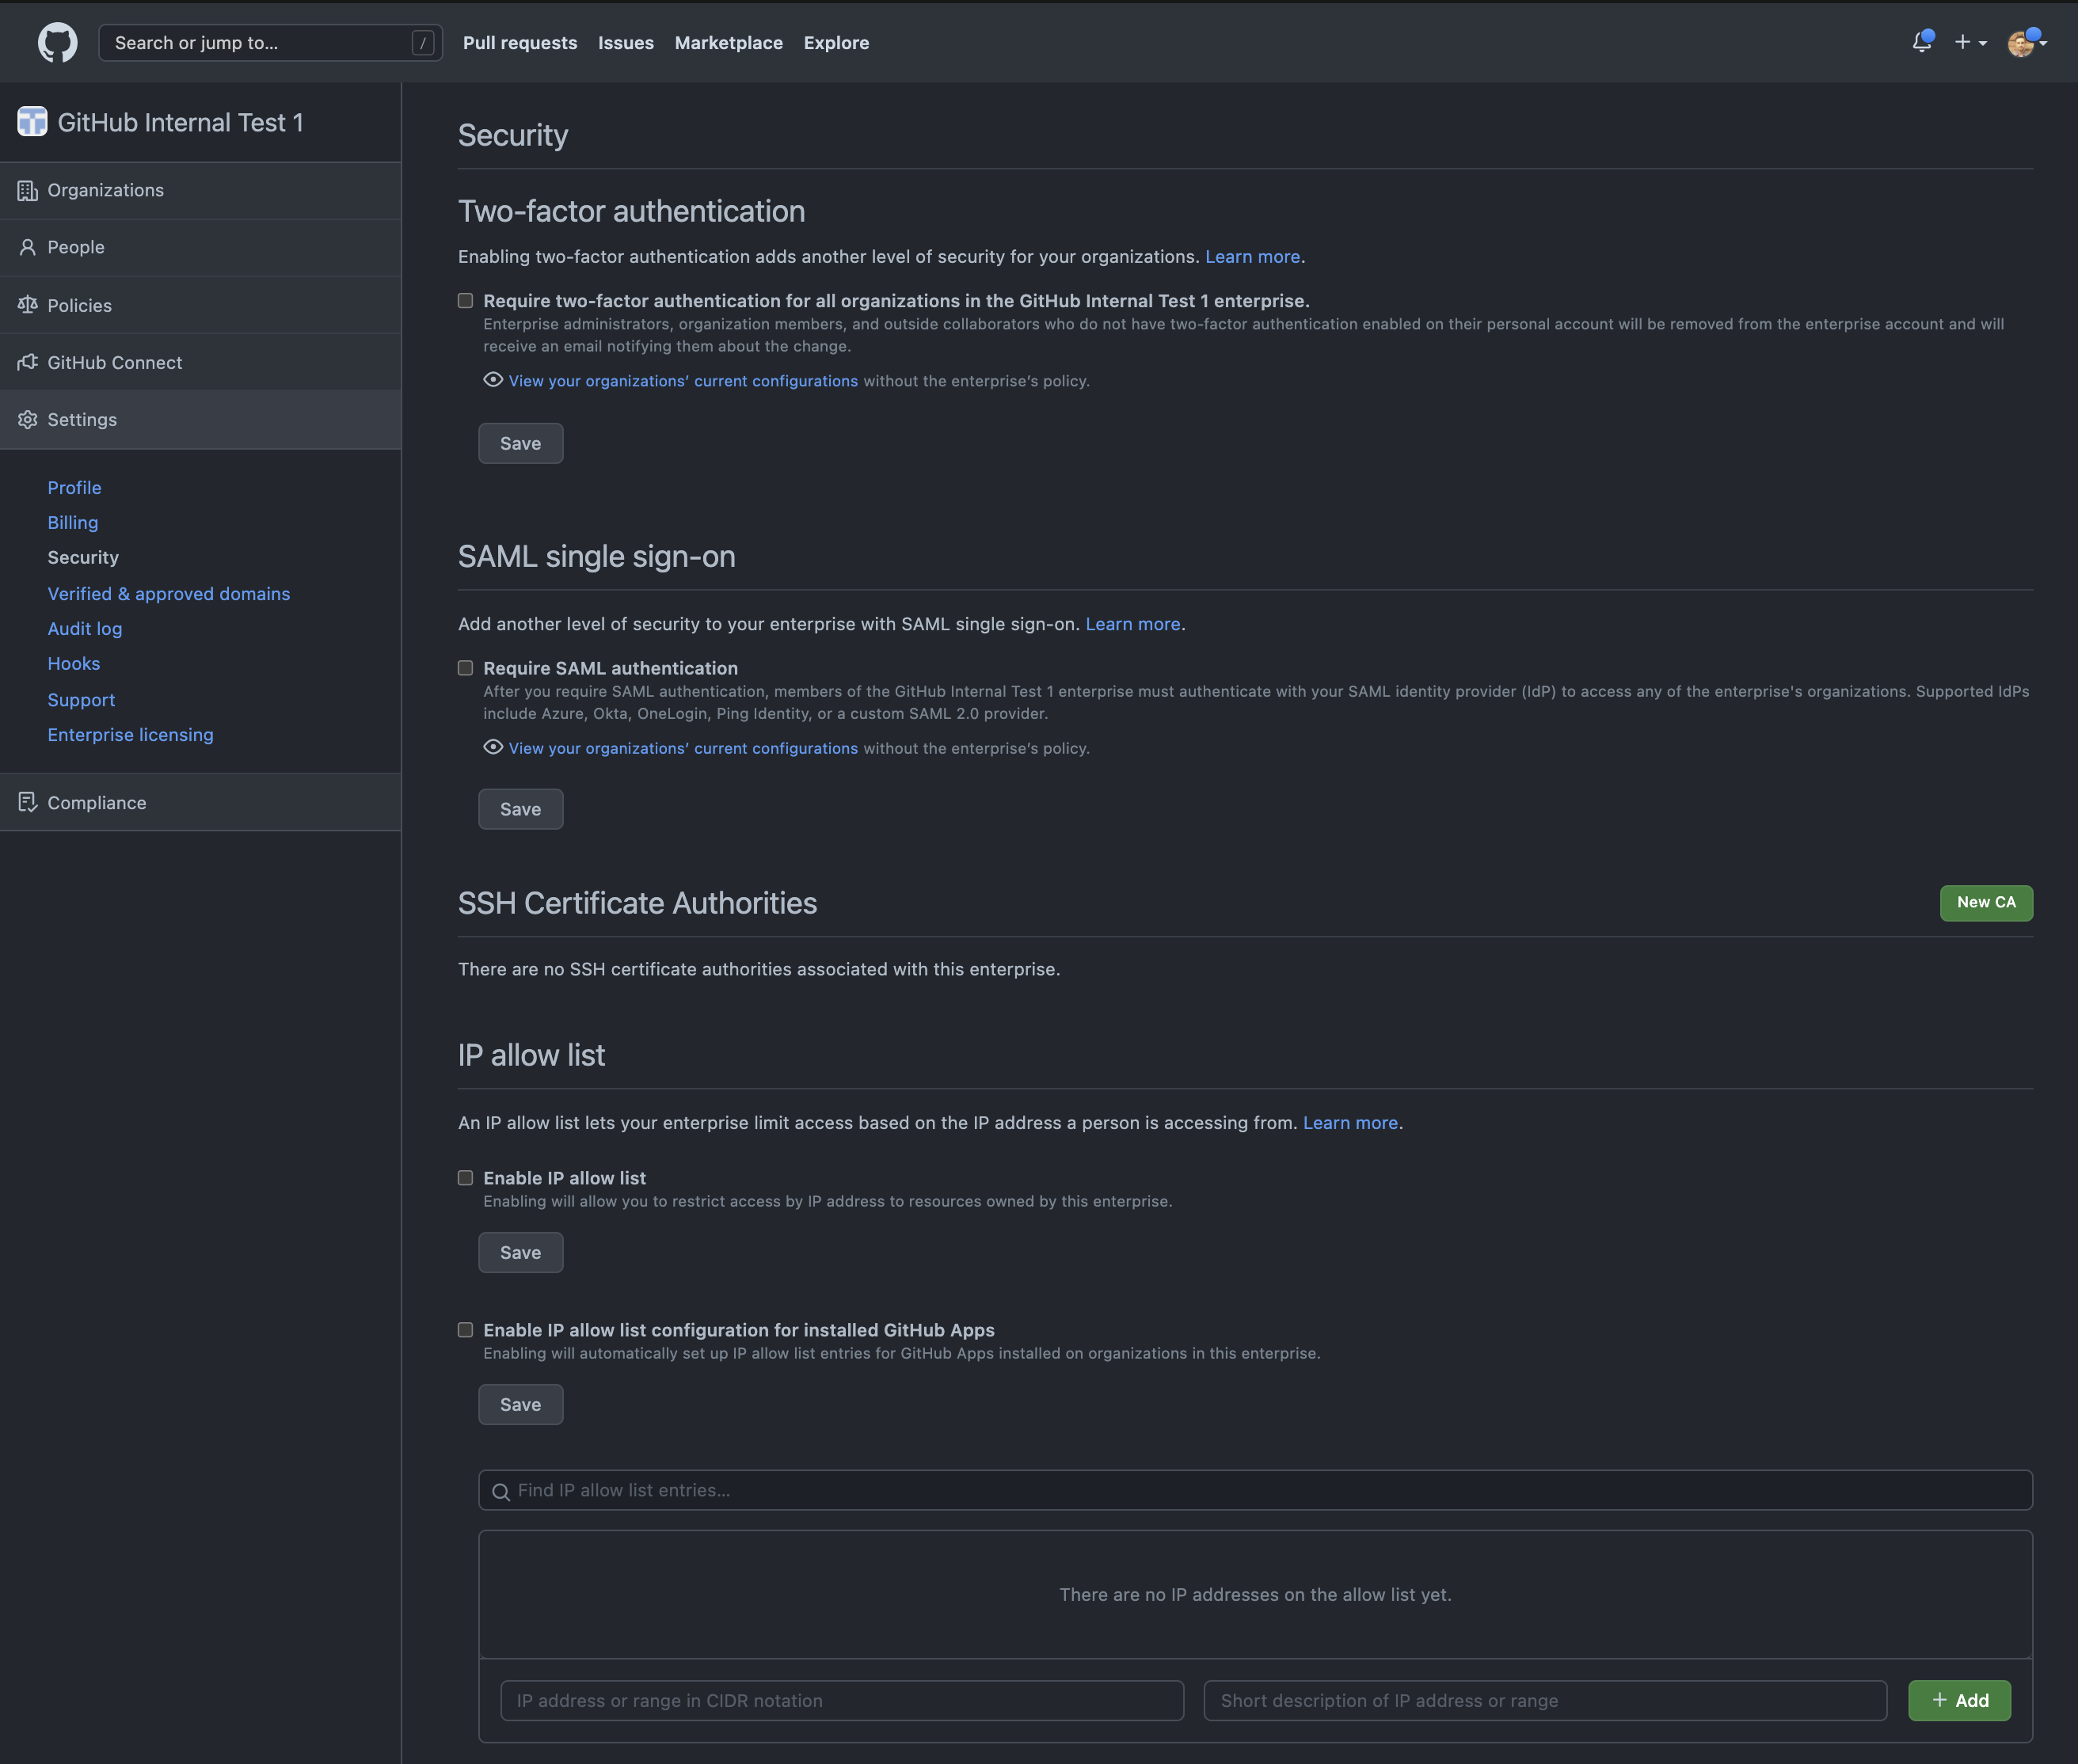 Search or jump to...
/
Pull requests
Issues
Marketplace
Explore
GitHub Internal Test 1
Organizations
People
Policies
GitHub Connect
Settings
Profile
Billing
Security
Verified & approved domains
Audit log
Hooks
Support
Enterprise licensing
Compliance
Security
Two-factor authentication
Enabling two-factor authentication adds another level of security for your organizations. Learn more.
Require two-factor authentication for all organizations in the GitHub Internal Test 1 enterprise.
Enterprise administrators, organization members, and outside collaborators who do not have two-factor authentication enabled on their personal account will be removed from the enterprise account and will
receive an email notifying them about the change.
View your organizations’ current configurations without the enterprise’s policy.
Save
SAML single sign-on
Add another level of security to your enterprise with SAML single sign-on. Learn more.
Require SAML authentication
After you require SAML authentication, members of the GitHub Internal Test 1 enterprise must authenticate with your SAML identity provider (IdP) to access any of the enterprise's organizations. Supported IdPs
include Azure, Okta, OneLogin, Ping Identity, or a custom SAML 2.0 provider.
View your organizations’ current configurations without the enterprise’s policy.
Save
SSH Certificate Authorities
New CA
There are no SSH certificate authorities associated with this enterprise.
IP allow list
An IP allow list lets your enterprise limit access based on the IP address a person is accessing from. Learn more.
Enable IP allow list
Enabling will allow you to restrict access by IP address to resources owned by this enterprise.
Save
Enable IP allow list configuration for installed GitHub Apps
Enabling will automatically set up IP allow list entries for GitHub Apps installed on organizations in this enterprise.
Save
Find IP allow list entries...
There are no IP addresses on the allow list yet.
IP address or range in CIDR notation
Short description of IP address or range
+ Add